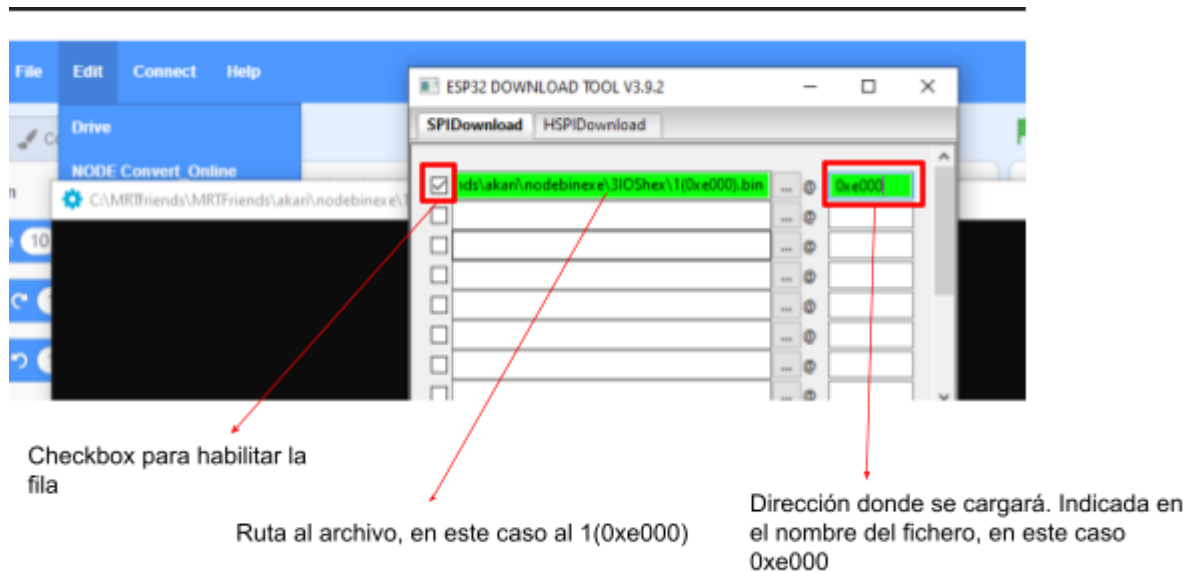 File Edit Connect Help
ESP32 DOWNLOAD TOOL V3.9.2
SPIDownload HSPIDownload
Drive
NODE Convert_Online
C:\MRTfriends\MRTFriends\akari\nodebinexe\
nds\akari\nodebinexe\3IOShex\1(0xe000).bin ... @ 0xe000
... @
... @
... @
... @
... @
... @
... @
10
Checkbox para habilitar la
fila
Ruta al archivo, en este caso al 1(0xe000)
Dirección donde se cargará. Indicada en
el nombre del fichero, en este caso
0xe000